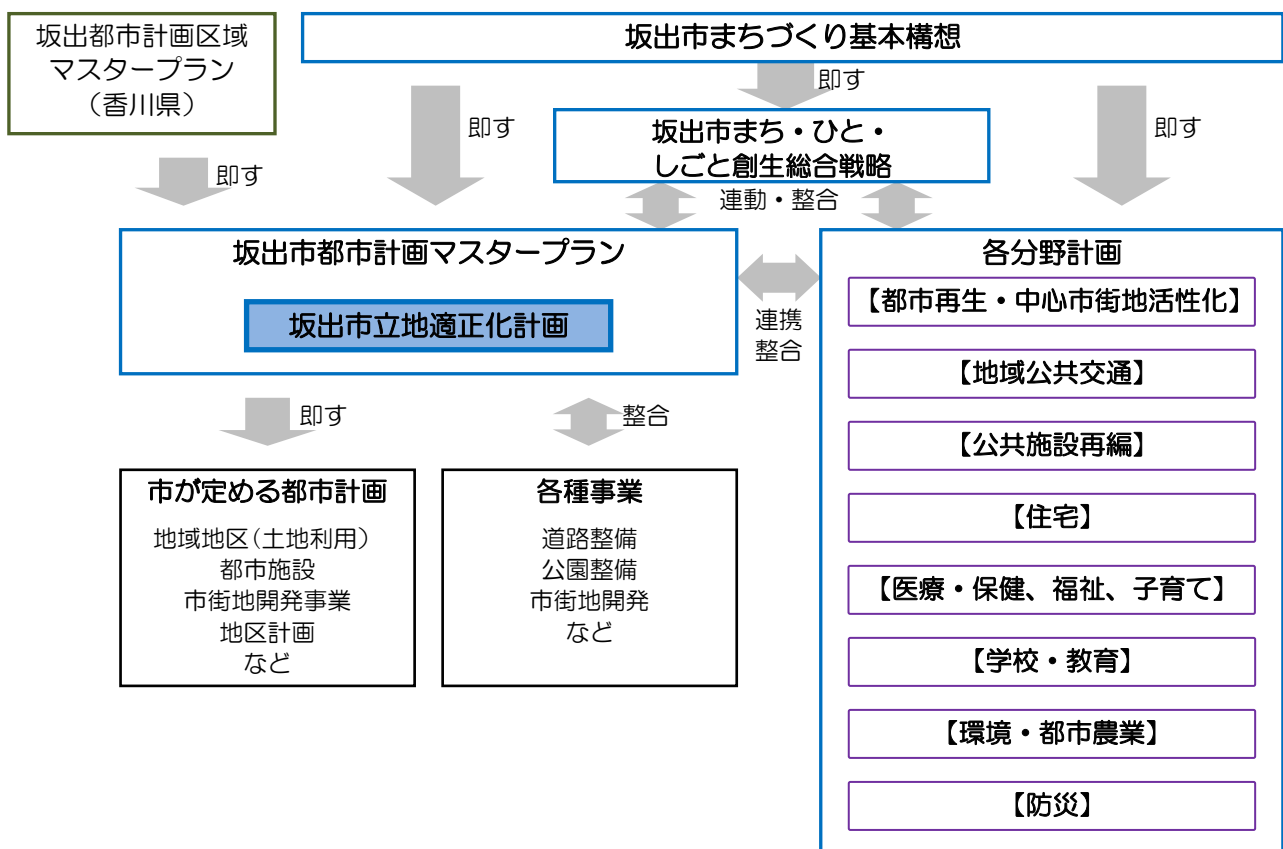 坂出都市計画区域
マスタープラン
（香川県）
坂出市まちづくり基本構想
即す
即す
即す
即す
坂出市まち・ひと・
しごと創生総合戦略
連動・整合
坂出市都市計画マスタープラン
坂出市立地適正化計画
連携
整合
各分野計画
【都市再生・中心市街地活性化】
【地域公共交通】
【公共施設再編】
【住宅】
【医療・保健、福祉、子育て】
【学校・教育】
【環境・都市農業】
【防災】
即す
整合
市が定める都市計画
地域地区（土地利用）
都市施設
市街地開発事業
地区計画
など
各種事業
道路整備
公園整備
市街地開発
など